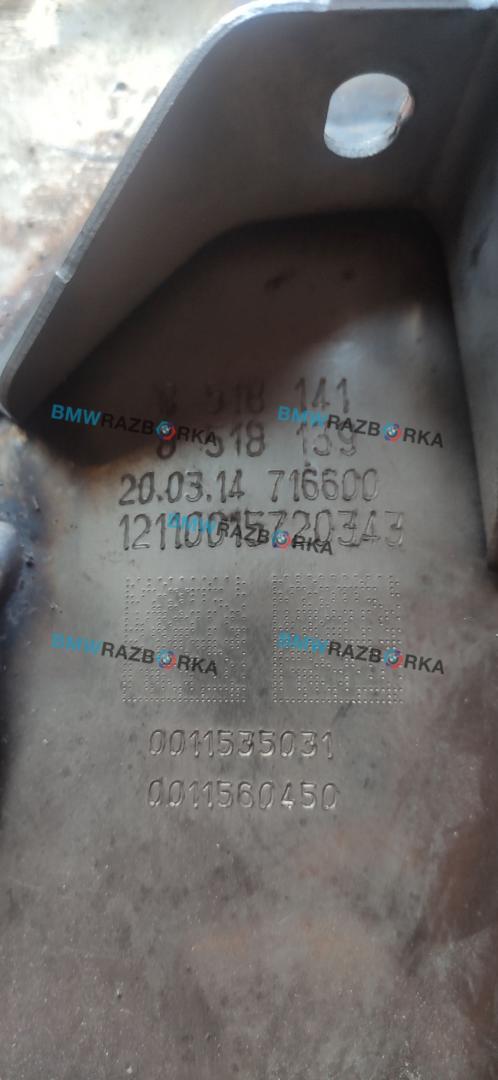 8 518 141
BMWRAZBORKA BMWRAZBORKA
8 518 139
20.03.14 716600
12110015720343
BMWRAZBORKA
BMWRAZBORKA BMWRAZBORKA
0011535031
0011560450